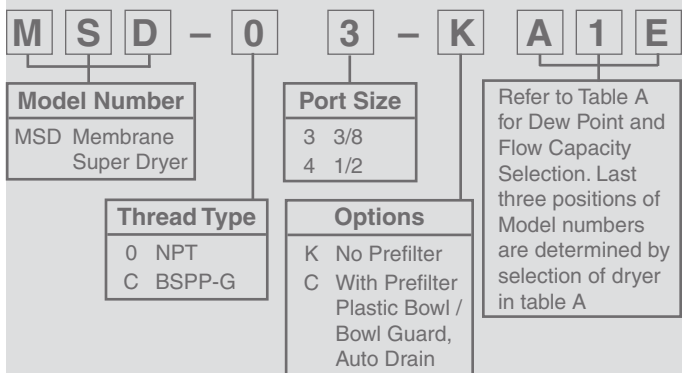 M S D – 0 3 – K A 1 E
Model Number
MSD Membrane
Super Dryer
Thread Type
0 NPT
C BSPP-G
Port Size
3 3/8
4 1/2
Options
K No Prefilter
C With Prefilter
Plastic Bowl /
Bowl Guard,
Auto Drain
Refer to Table A
for Dew Point and
Flow Capacity
Selection. Last
three positions of
Model numbers
are determined by
selection of dryer
in table A